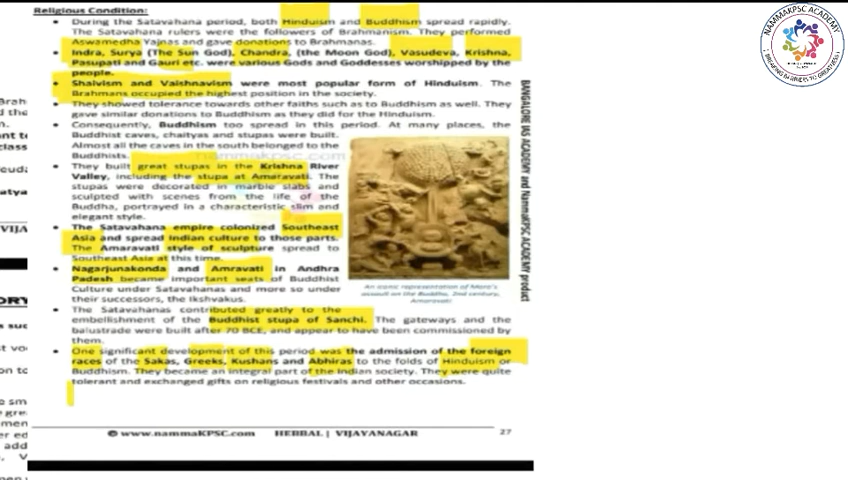 Religious Condition:
• During the Satavahana period, both Hinduism and Buddhism spread rapidly.
The Satavahana rulers were the followers of Brahmanism. They performed
Aswamedha Yajnas and gave donations to Brahmanas.
• Indra, Surya (The Sun God), Chandra, (the Moon God), Vasudeva, Krishna,
Pasupati and Gauri etc. were various Gods and Goddesses worshipped by the
people.
• Shaivism and Vaishnavism were most popular form of Hinduism. The
Brahmans occupied the highest position in the society.
• They showed tolerance towards other faiths such as to Buddhism as well. They
gave similar donations to Buddhism as they did for the Hinduism.
• Consequently, Buddhism too spread in this period. At many places, the
Buddhist caves, chaityas and stupas were built.
Almost all the caves in the south belonged to the
Buddhists.
• They built great stupas in the Krishna River
Valley, including the stupa at Amaravati. The
stupas were decorated in marble slabs and
sculpted with scenes from the life of the
Buddha, portrayed in a characteristic slim and
elegant style.
• The Satavahana empire colonized Southeast
Asia and spread Indian culture to those parts.
The Amaravati style of sculpture spread to
Southeast Asia at this time.
• Nagarjunakonda and Amravati in Andhra
Padesh became important seats of Buddhist
Culture under Satavahanas and more so under
their successors, the Ikshvakus.
An iconic representation of Mara's
assault on the Buddha, 2nd century,
Amaravati
• The Satavahanas contributed greatly to the
embellishment of the Buddhist stupa of Sanchi. The gateways and the
balustrade were built after 70 BCE, and appear to have been commissioned by
them.
• One significant development of this period was the admission of the foreign
races of the Sakas, Greeks, Kushans and Abhiras to the folds of Hinduism or
Buddhism. They became an integral part of the Indian society. They were quite
tolerant and exchanged gifts on religious festivals and other occasions.
© www.nammaKPSC.com HEBBAL | VIJAYANAGAR 27
BANGALORE IAS ACADEMY and NammaKPSC ACADEMY product
NAMMAKPSC ACADEMY